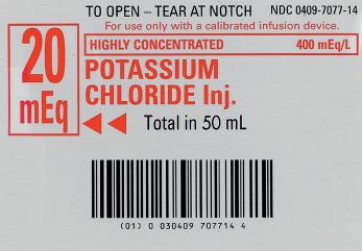 TO OPEN – TEAR AT NOTCH NDC 0409-7077-14
For use only with a calibrated infusion device.
20 mEq
HIGHLY CONCENTRATED 400 mEq/L
POTASSIUM
CHLORIDE Inj.
Total in 50 mL
(01) 0 030409 707714 4